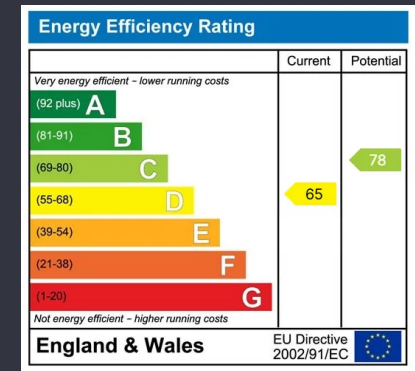 Energy Efficiency Rating
Current Potential
Very energy efficient – lower running costs
(92 plus) A
(81-91) B
(69-80) C
78
(55-68) D
65
(39-54) E
(21-38) F
(1-20) G
Not energy efficient – higher running costs
England & Wales
EU Directive
2002/91/EC